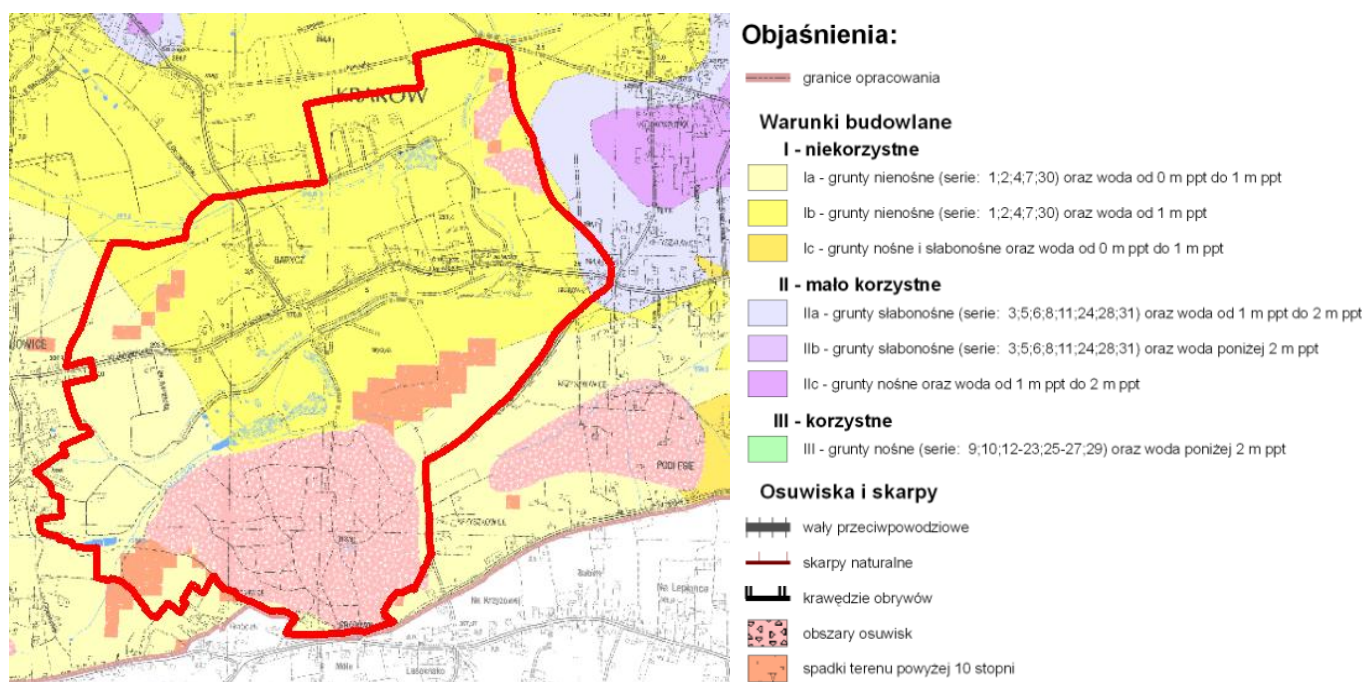 KRAKÓW
BARYCZ
KRZYSZKOWICE
PODLESIE
KRZYSZKOWICE
Na Krzyżowej
Na Lepionce
Objaśnienia:
granice opracowania
Warunki budowlane
I - niekorzystne
Ia - grunty nienośne (serie: 1;2;4;7;30) oraz woda od 0 m ppt do 1 m ppt
Ib - grunty nienośne (serie: 1;2;4;7;30) oraz woda od 1 m ppt
Ic - grunty nośne i słabonośne oraz woda od 0 m ppt do 1 m ppt
II - mało korzystne
IIa - grunty słabonośne (serie: 3;5;6;8;11;24;28;31) oraz woda od 1 m ppt do 2 m ppt
IIb - grunty słabonośne (serie: 3;5;6;8;11;24;28;31) oraz woda poniżej 2 m ppt
IIc - grunty nośne oraz woda od 1 m ppt do 2 m ppt
III - korzystne
III - grunty nośne (serie: 9;10;12-23;25-27;29) oraz woda poniżej 2 m ppt
Osuwiska i skarpy
wały przeciwpowodziowe
skarpy naturalne
krawędzie obrywów
obszary osuwisk
spadki terenu powyżej 10 stopni